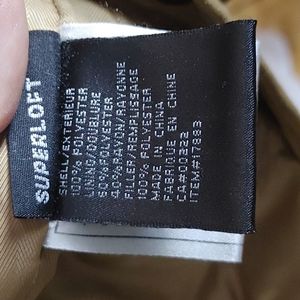 SUPERLOFT
SHELL/EXTERIEUR
100% POLYESTER
LINING/DOUBLURE
60% POLYESTER
40% RAYON/RAYONNE
FILLER/REMPLISSAGE
100% POLYESTER
MADE IN CHINA
FABRIQUE EN CHINE
CA#00222
ITEM#17883